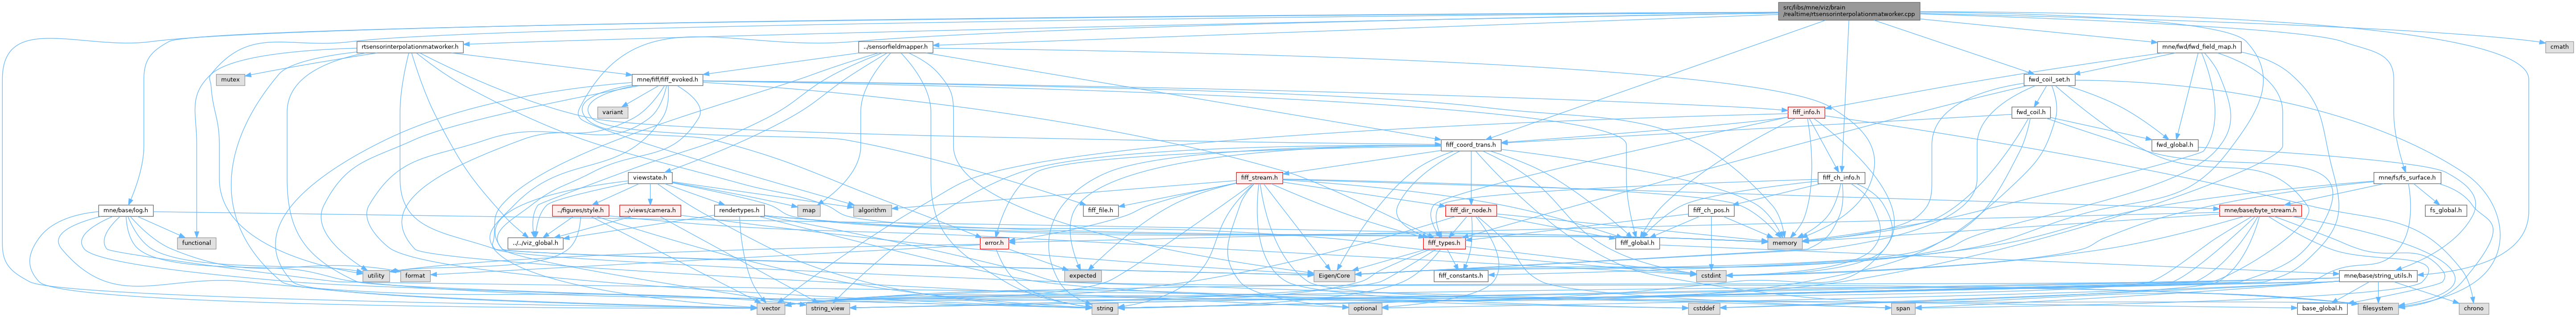 src/libs/mne/viz/brain
/realtime/rtsensorinterpolationmatworker.cpp
rtsensorinterpolationmatworker.h
../sensorfieldmapper.h
mne/fwd/fwd_field_map.h
cmath
mutex
mne/fiff/fiff_evoked.h
fwd_coil_set.h
variant
fiff_info.h
fwd_coil.h
fiff_coord_trans.h
fwd_global.h
viewstate.h
fiff_stream.h
fiff_ch_info.h
mne/fs/fs_surface.h
mne/base/log.h
../figures/style.h
../views/camera.h
rendertypes.h
map
algorithm
fiff_file.h
fiff_dir_node.h
fiff_ch_pos.h
mne/base/byte_stream.h
fs_global.h
functional
../../viz_global.h
error.h
fiff_types.h
fiff_global.h
memory
utility
format
expected
Eigen/Core
fiff_constants.h
cstdint
mne/base/string_utils.h
vector
string_view
string
optional
cstddef
span
base_global.h
filesystem
chrono